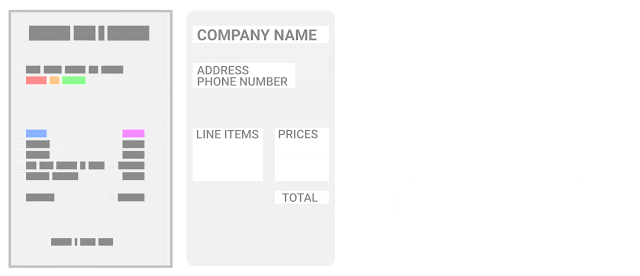 COMPANY NAME
ADDRESS
PHONE NUMBER
LINE ITEMS PRICES
TOTAL